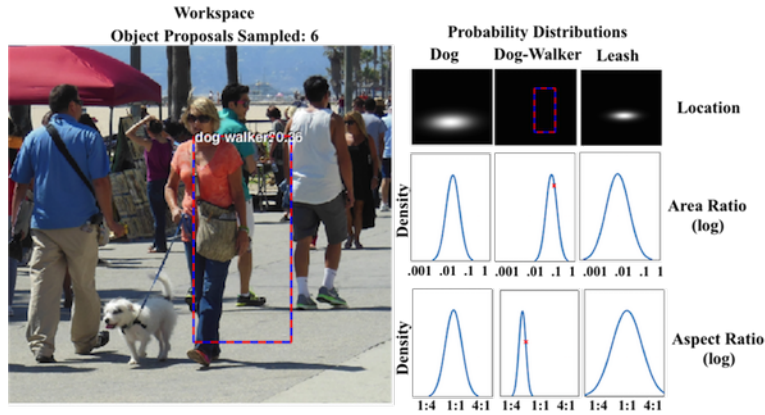 Workspace
Object Proposals Sampled: 6
dog walker?0.36
Probability Distributions
Dog Dog-Walker Leash
Location
Density
Area Ratio
(log)
.001 .01 .1 1 .001 .01 .1 1 .001 .01 .1 1
Density
Aspect Ratio
(log)
1:4 1:1 4:1 1:4 1:1 4:1 1:4 1:1 4:1